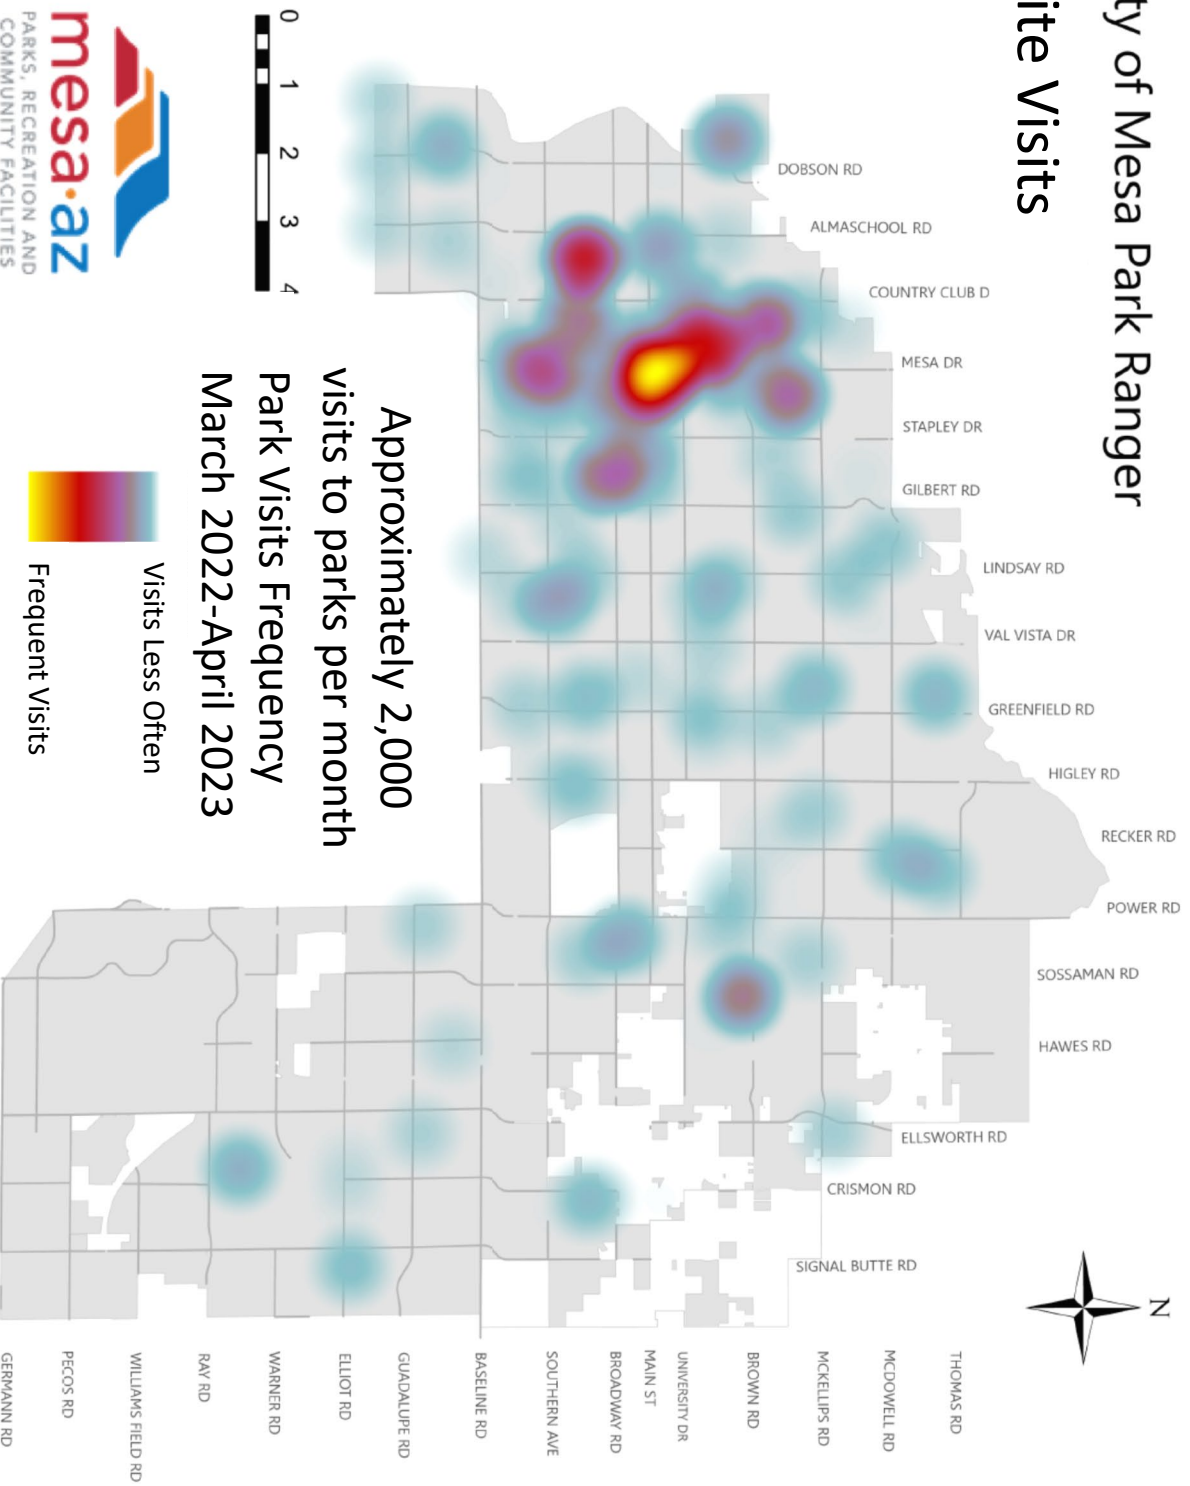 ty of Mesa Park Ranger
ite Visits
DOBSON RD
ALMASCHOOL RD
COUNTRY CLUB D
MESA DR
STAPLEY DR
GILBERT RD
LINDSAY RD
VAL VISTA DR
GREENFIELD RD
HIGLEY RD
RECKER RD
POWER RD
SOSSAMAN RD
HAWES RD
ELLSWORTH RD
CRISMON RD
SIGNAL BUTTE RD
N
THOMAS RD
MCDOWELL RD
MCKELLIPS RD
BROWN RD
UNIVERSITY DR
MAIN ST
BROADWAY RD
SOUTHERN AVE
BASELINE RD
GUADALUPE RD
ELLIOT RD
WARNER RD
RAY RD
WILLIAMS FIELD RD
PECOS RD
GERMANN RD
Approximately 2,000
visits to parks per month
Park Visits Frequency
March 2022-April 2023
Visits Less Often
Frequent Visits
0 1 2 3 4
mesa·az
PARKS, RECREATION AND
COMMUNITY FACILITIES